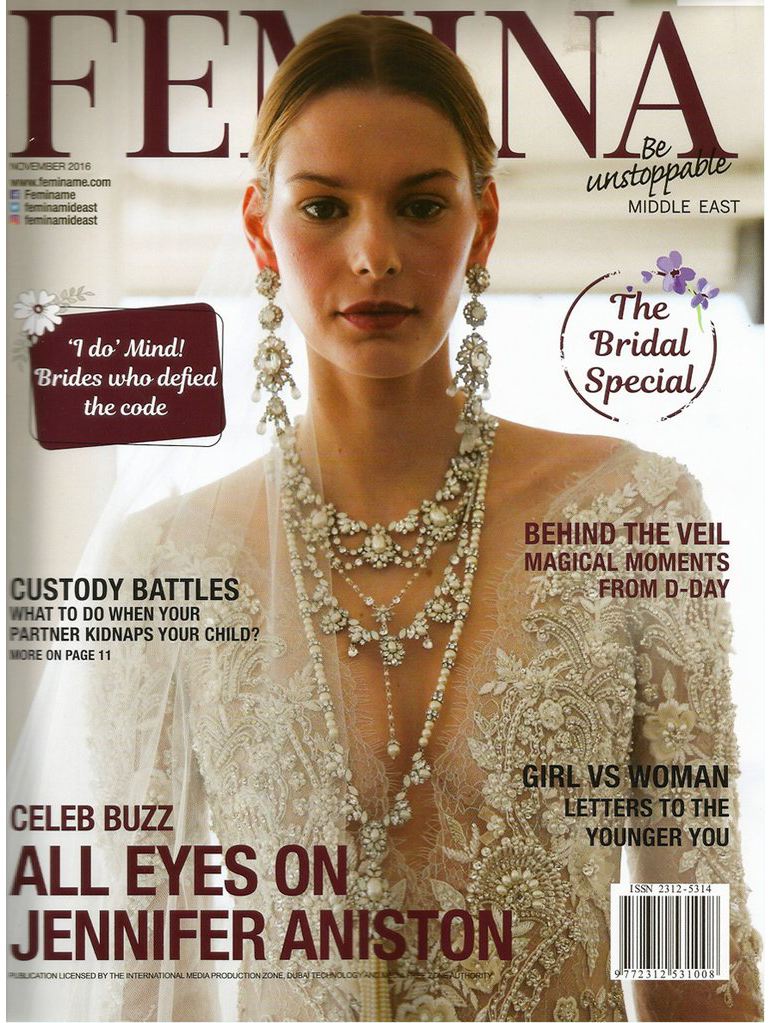 FEMINA
NOVEMBER 2016
www.feminame.com
Feminame
feminamideast
feminamideast
Be
unstoppable
MIDDLE EAST
'I do' Mind!
Brides who defied
the code
The
Bridal
Special
BEHIND THE VEIL
MAGICAL MOMENTS
FROM D-DAY
CUSTODY BATTLES
WHAT TO DO WHEN YOUR
PARTNER KIDNAPS YOUR CHILD?
MORE ON PAGE 11
GIRL VS WOMAN
LETTERS TO THE
YOUNGER YOU
CELEB BUZZ
ALL EYES ON
JENNIFER ANISTON
PUBLICATION LICENSED BY THE INTERNATIONAL MEDIA PRODUCTION ZONE, DUBAI TECHNOLOGY AND MEDIA FREE ZONE AUTHORITY
ISSN 2312-5314
9 772312 531008